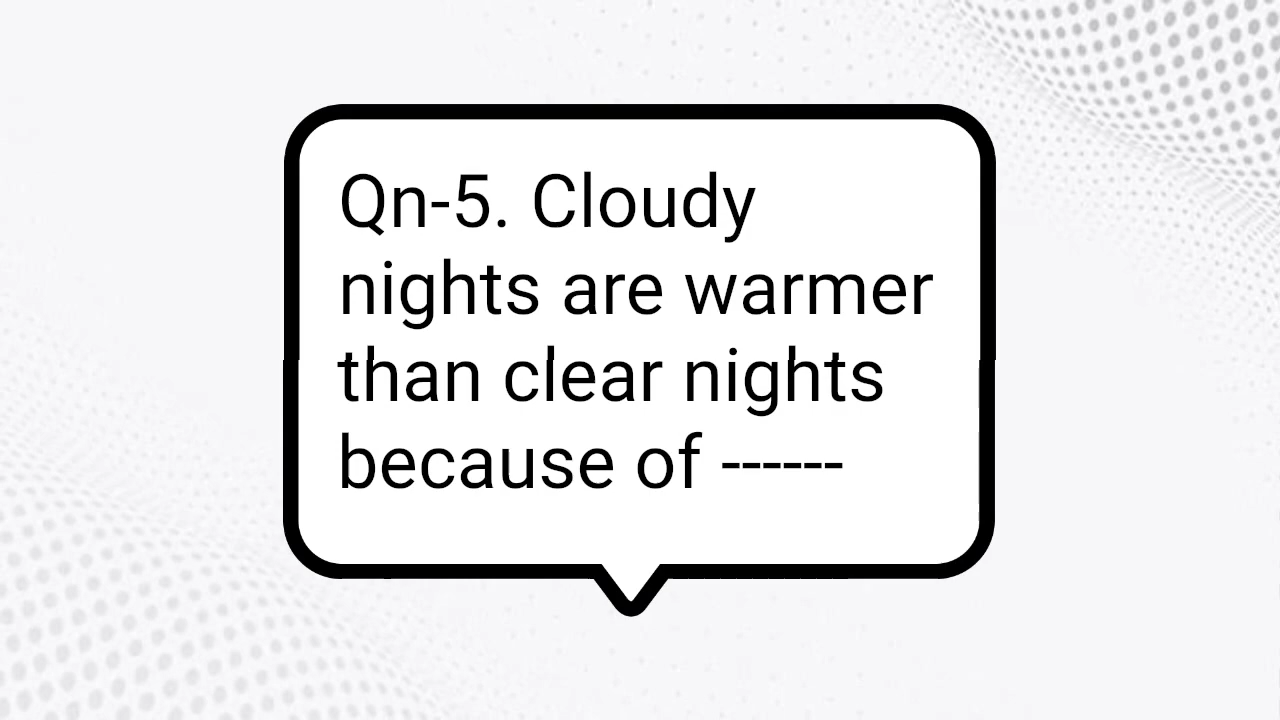 Qn-5. Cloudy
nights are warmer
than clear nights
because of ------